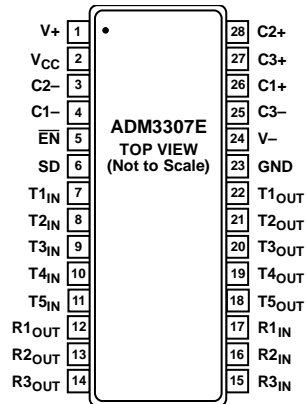 V+ 1 28 C2+
VCC 2 27 C3+
C2– 3 26 C1+
C1– 4 25 C3–
EN 5 24 V–
SD 6 23 GND
T1IN 7 22 T1OUT
T2IN 8 21 T2OUT
T3IN 9 20 T3OUT
T4IN 10 19 T4OUT
T5IN 11 18 T5OUT
R1OUT 12 17 R1IN
R2OUT 13 16 R2IN
R3OUT 14 15 R3IN
ADM3307E
TOP VIEW
(Not to Scale)